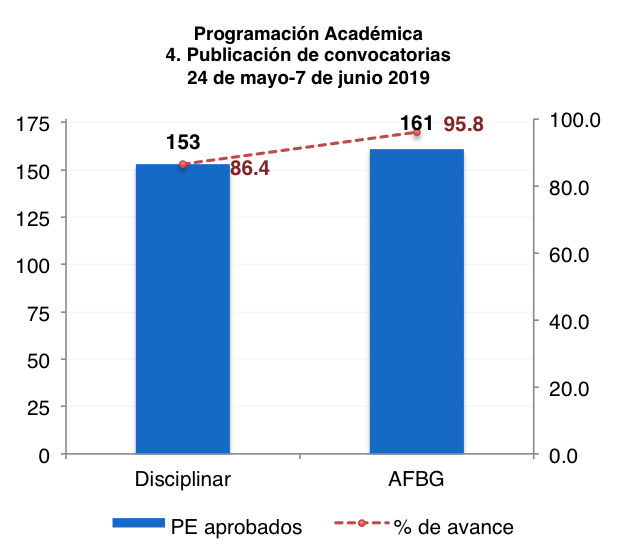 Programación Académica
4. Publicación de convocatorias
24 de mayo-7 de junio 2019
175
150
125
100
75
50
25
0
153
86.4
161
95.8
100.0
80.0
60.0
40.0
20.0
0.0
Disciplinar
AFBG
PE aprobados
% de avance